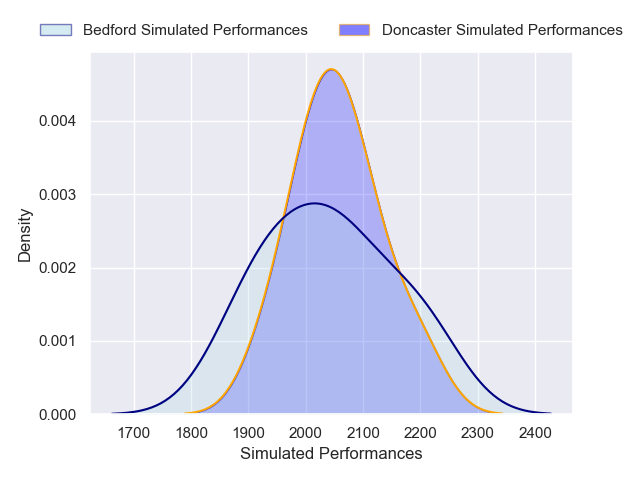 Bedford Simulated Performances Doncaster Simulated Performances
Density
0.004
0.003
0.002
0.001
0.000
1700 1800 1900 2000 2100 2200 2300 2400
Simulated Performances